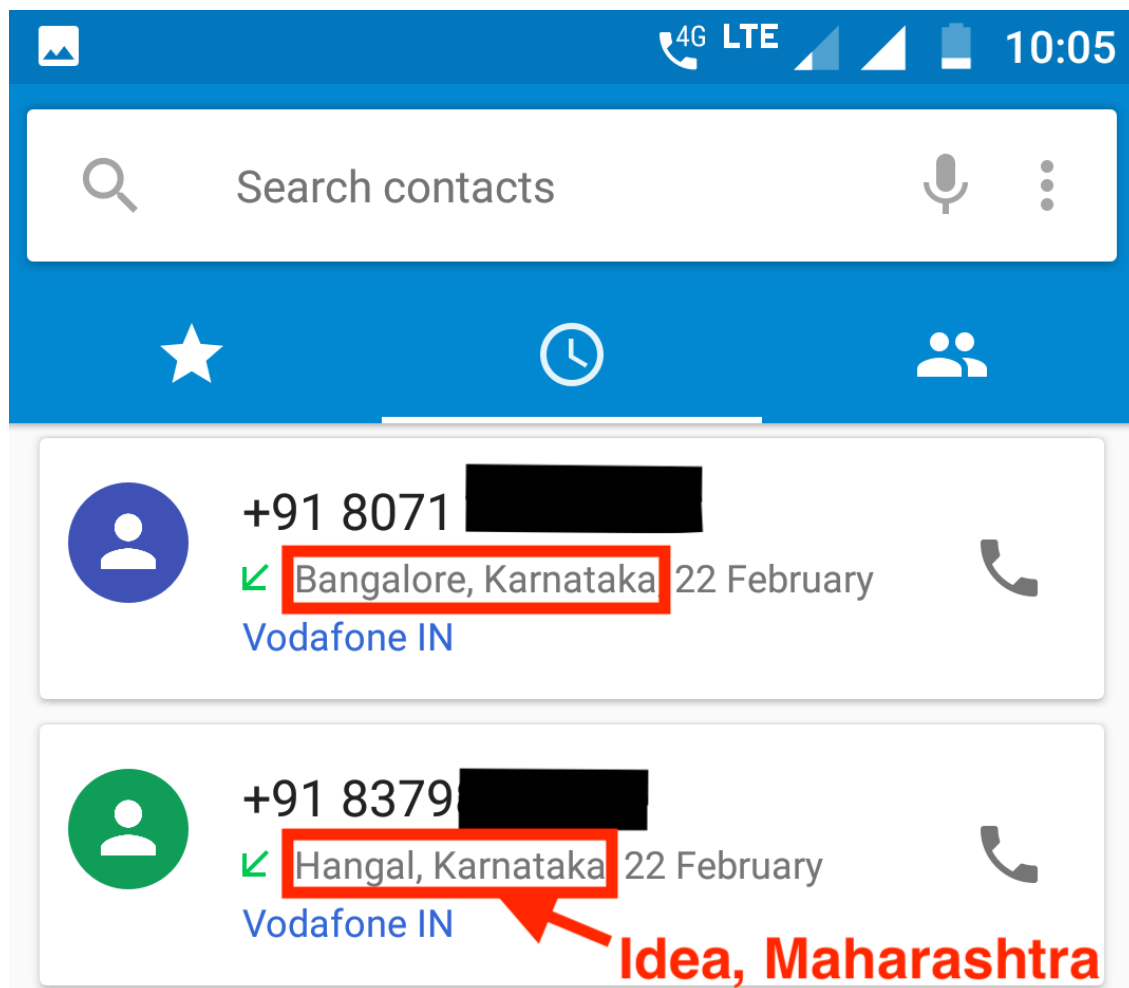 4G LTE 10:05
Search contacts
+91 8071
Bangalore, Karnataka, 22 February
Vodafone IN
+91 8379
Hangal, Karnataka, 22 February
Vodafone IN
Idea, Maharashtra